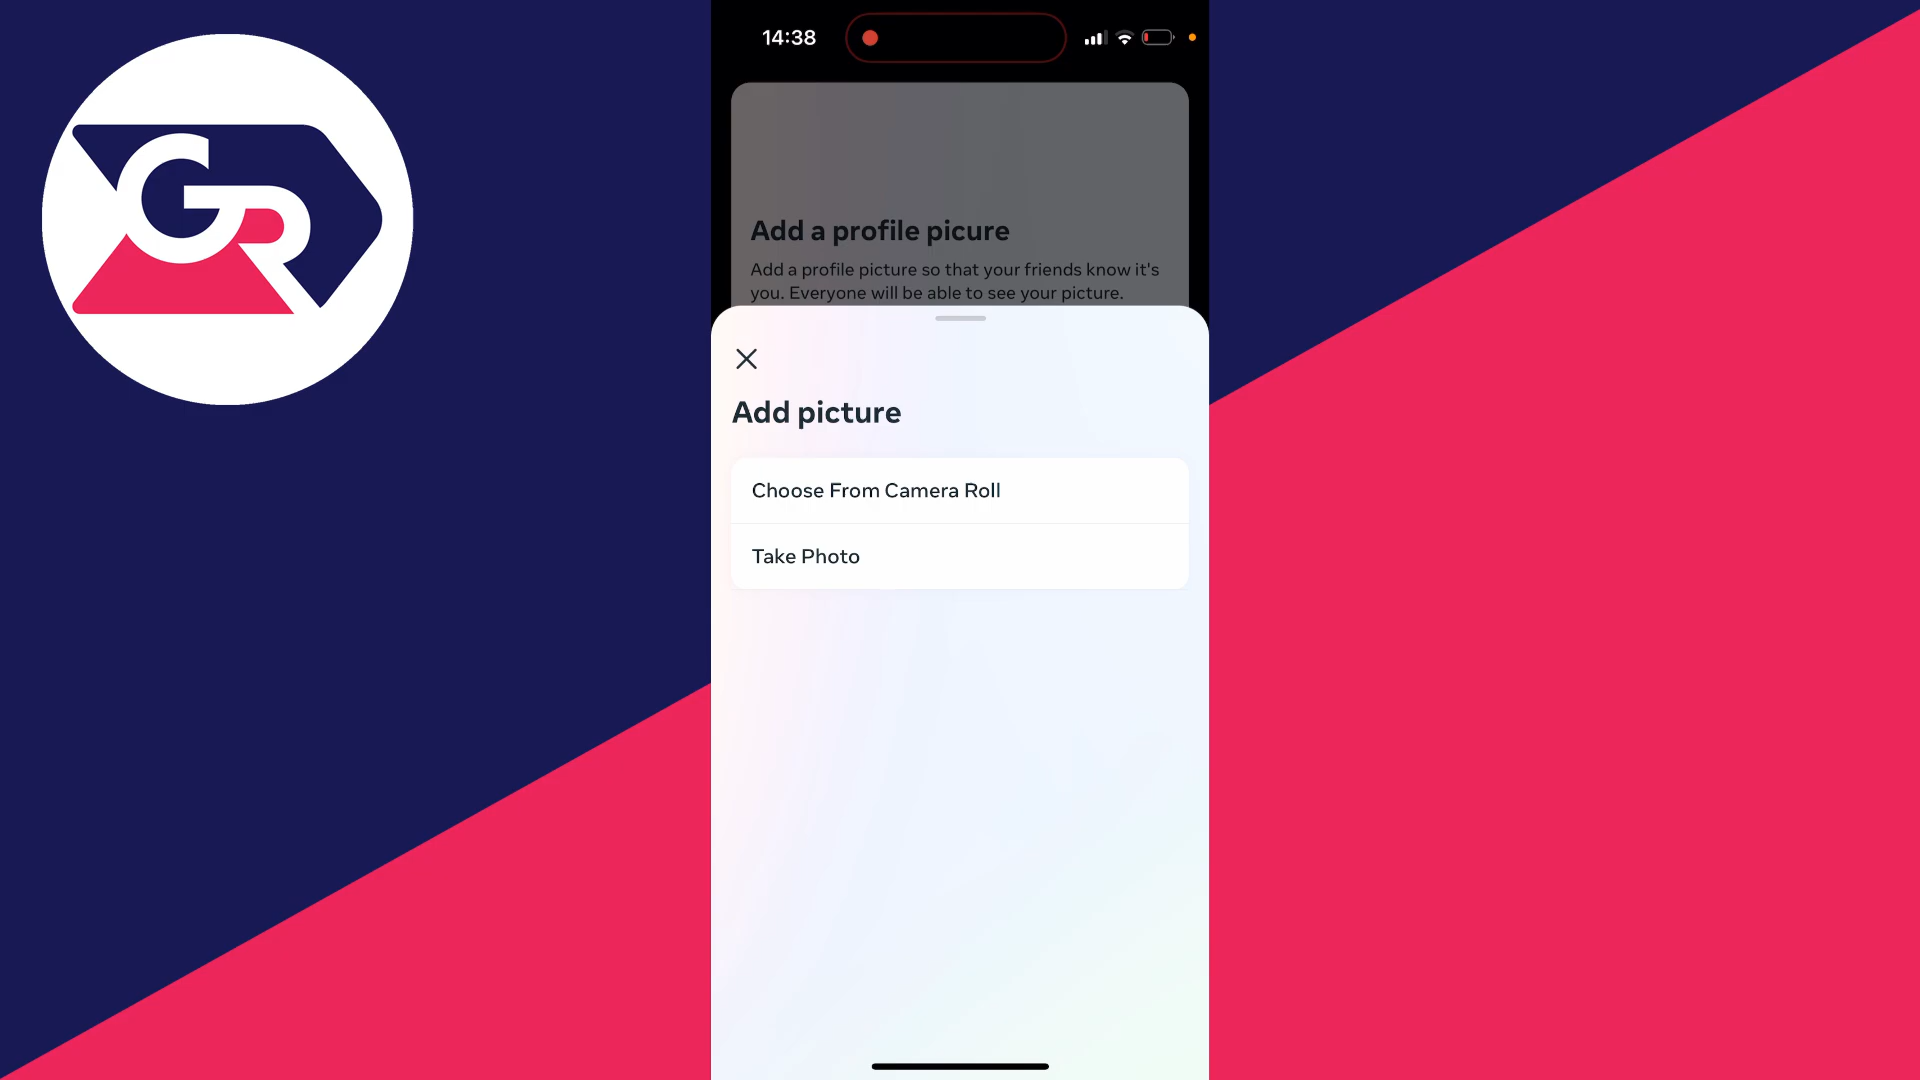 GR
14:38
Add a profile picure
Add a profile picture so that your friends know it's
you. Everyone will be able to see your picture.
Add picture
Choose From Camera Roll
Take Photo